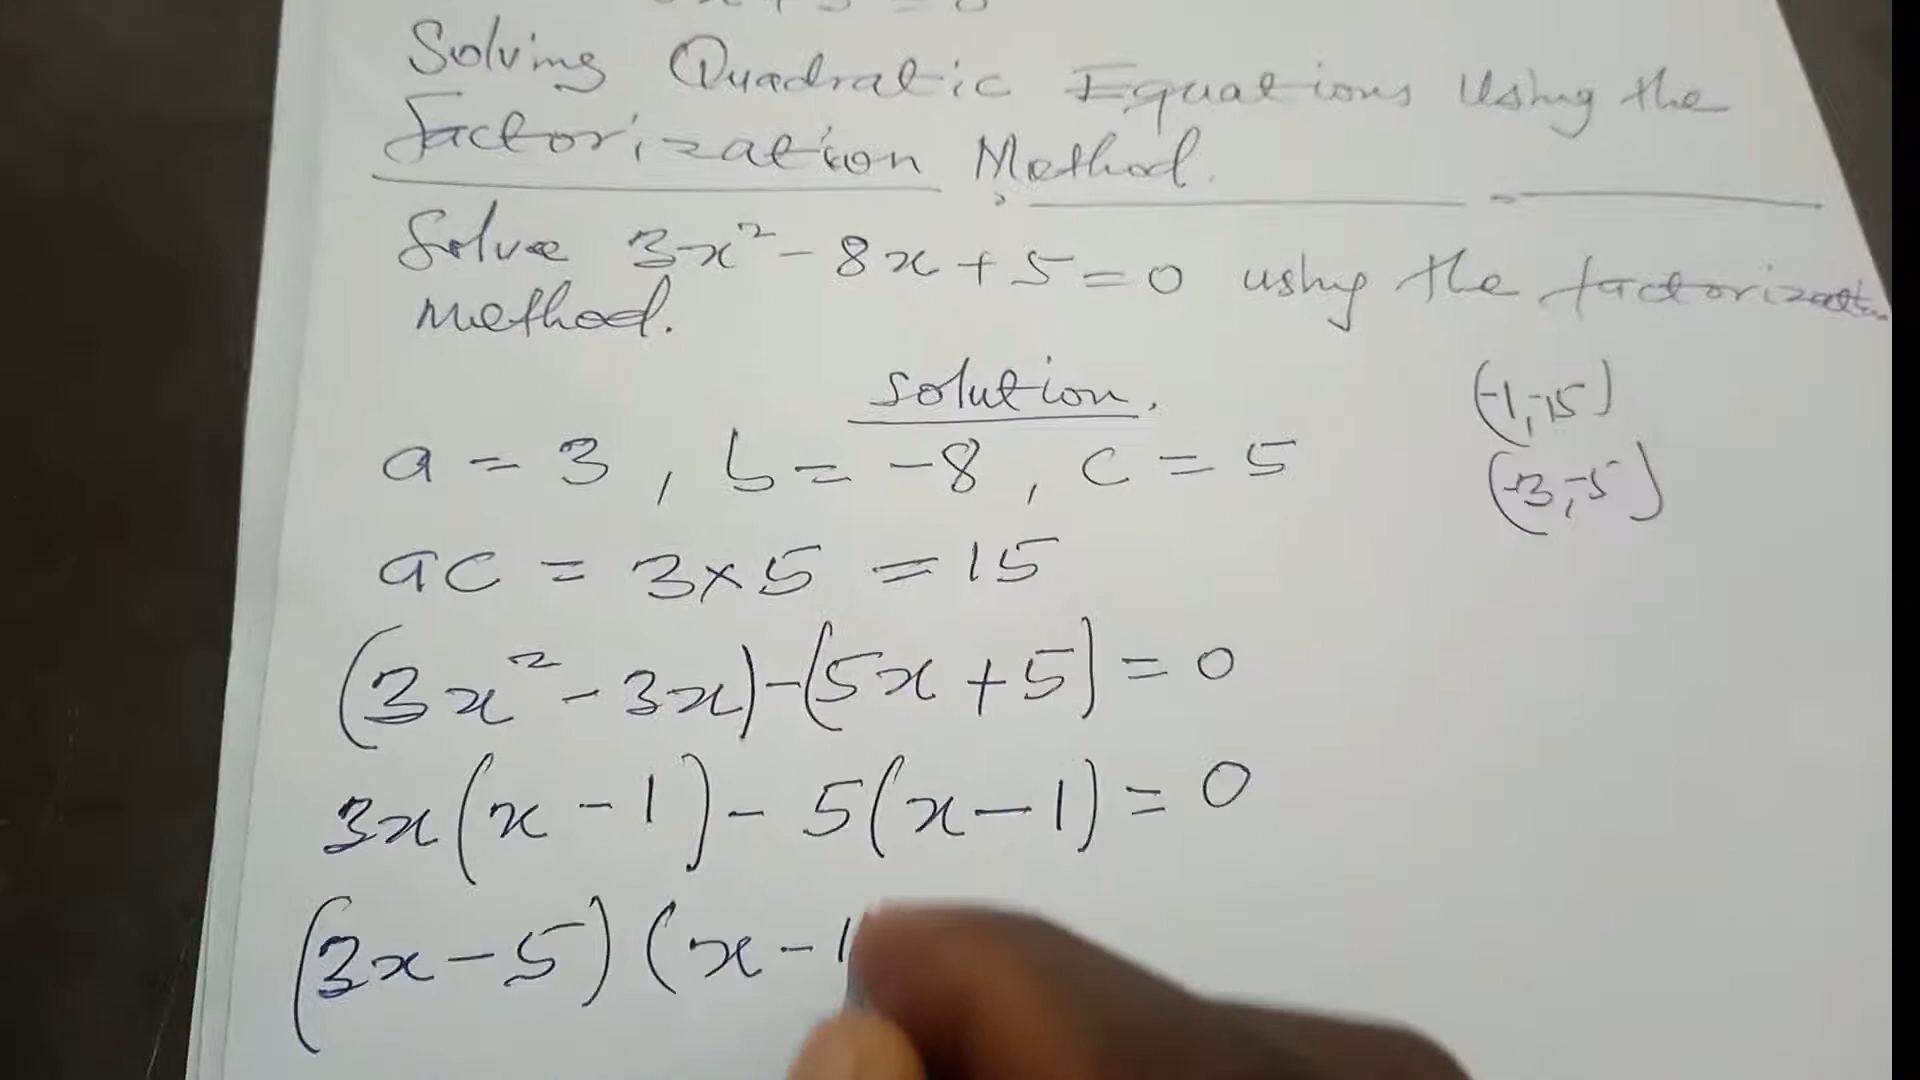 Solving Quadratic Equations Using the
Factorization Method.
Solve 3x² - 8x + 5 = 0 using the
method.
Solution.
(-1,-15)
a = 3 , b = -8 , c = 5
(-3,-5)
ac = 3×5 = 15
(3x² - 3x) - (5x + 5) = 0
3x(x - 1) - 5(x - 1) = 0
(3x - 5) (x - 1